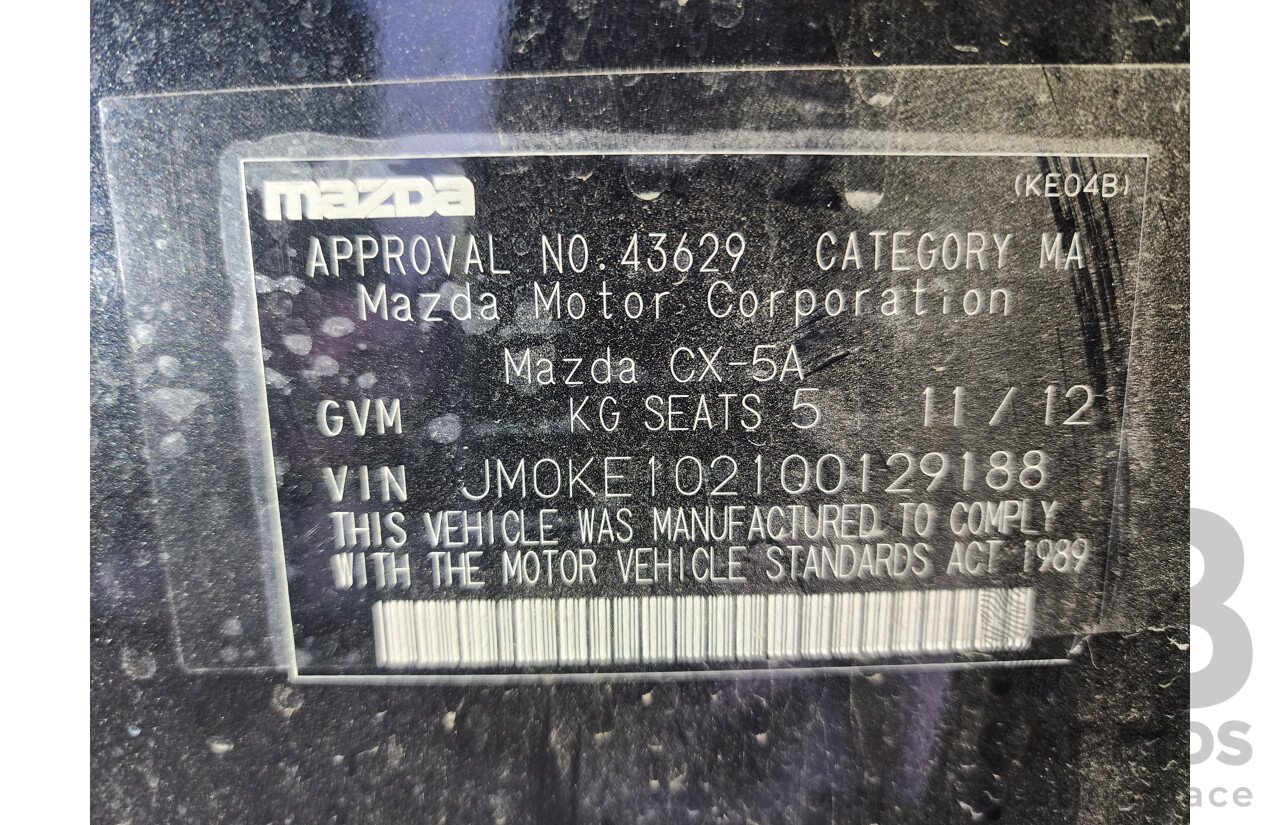 mazda (KE04B)
APPROVAL NO.43629 CATEGORY MA
Mazda Motor Corporation
Mazda CX-5A
GVM KG SEATS 5 11/12
VIN JM0KE102100129188
THIS VEHICLE WAS MANUFACTURED TO COMPLY
WITH THE MOTOR VEHICLE STANDARDS ACT 1989